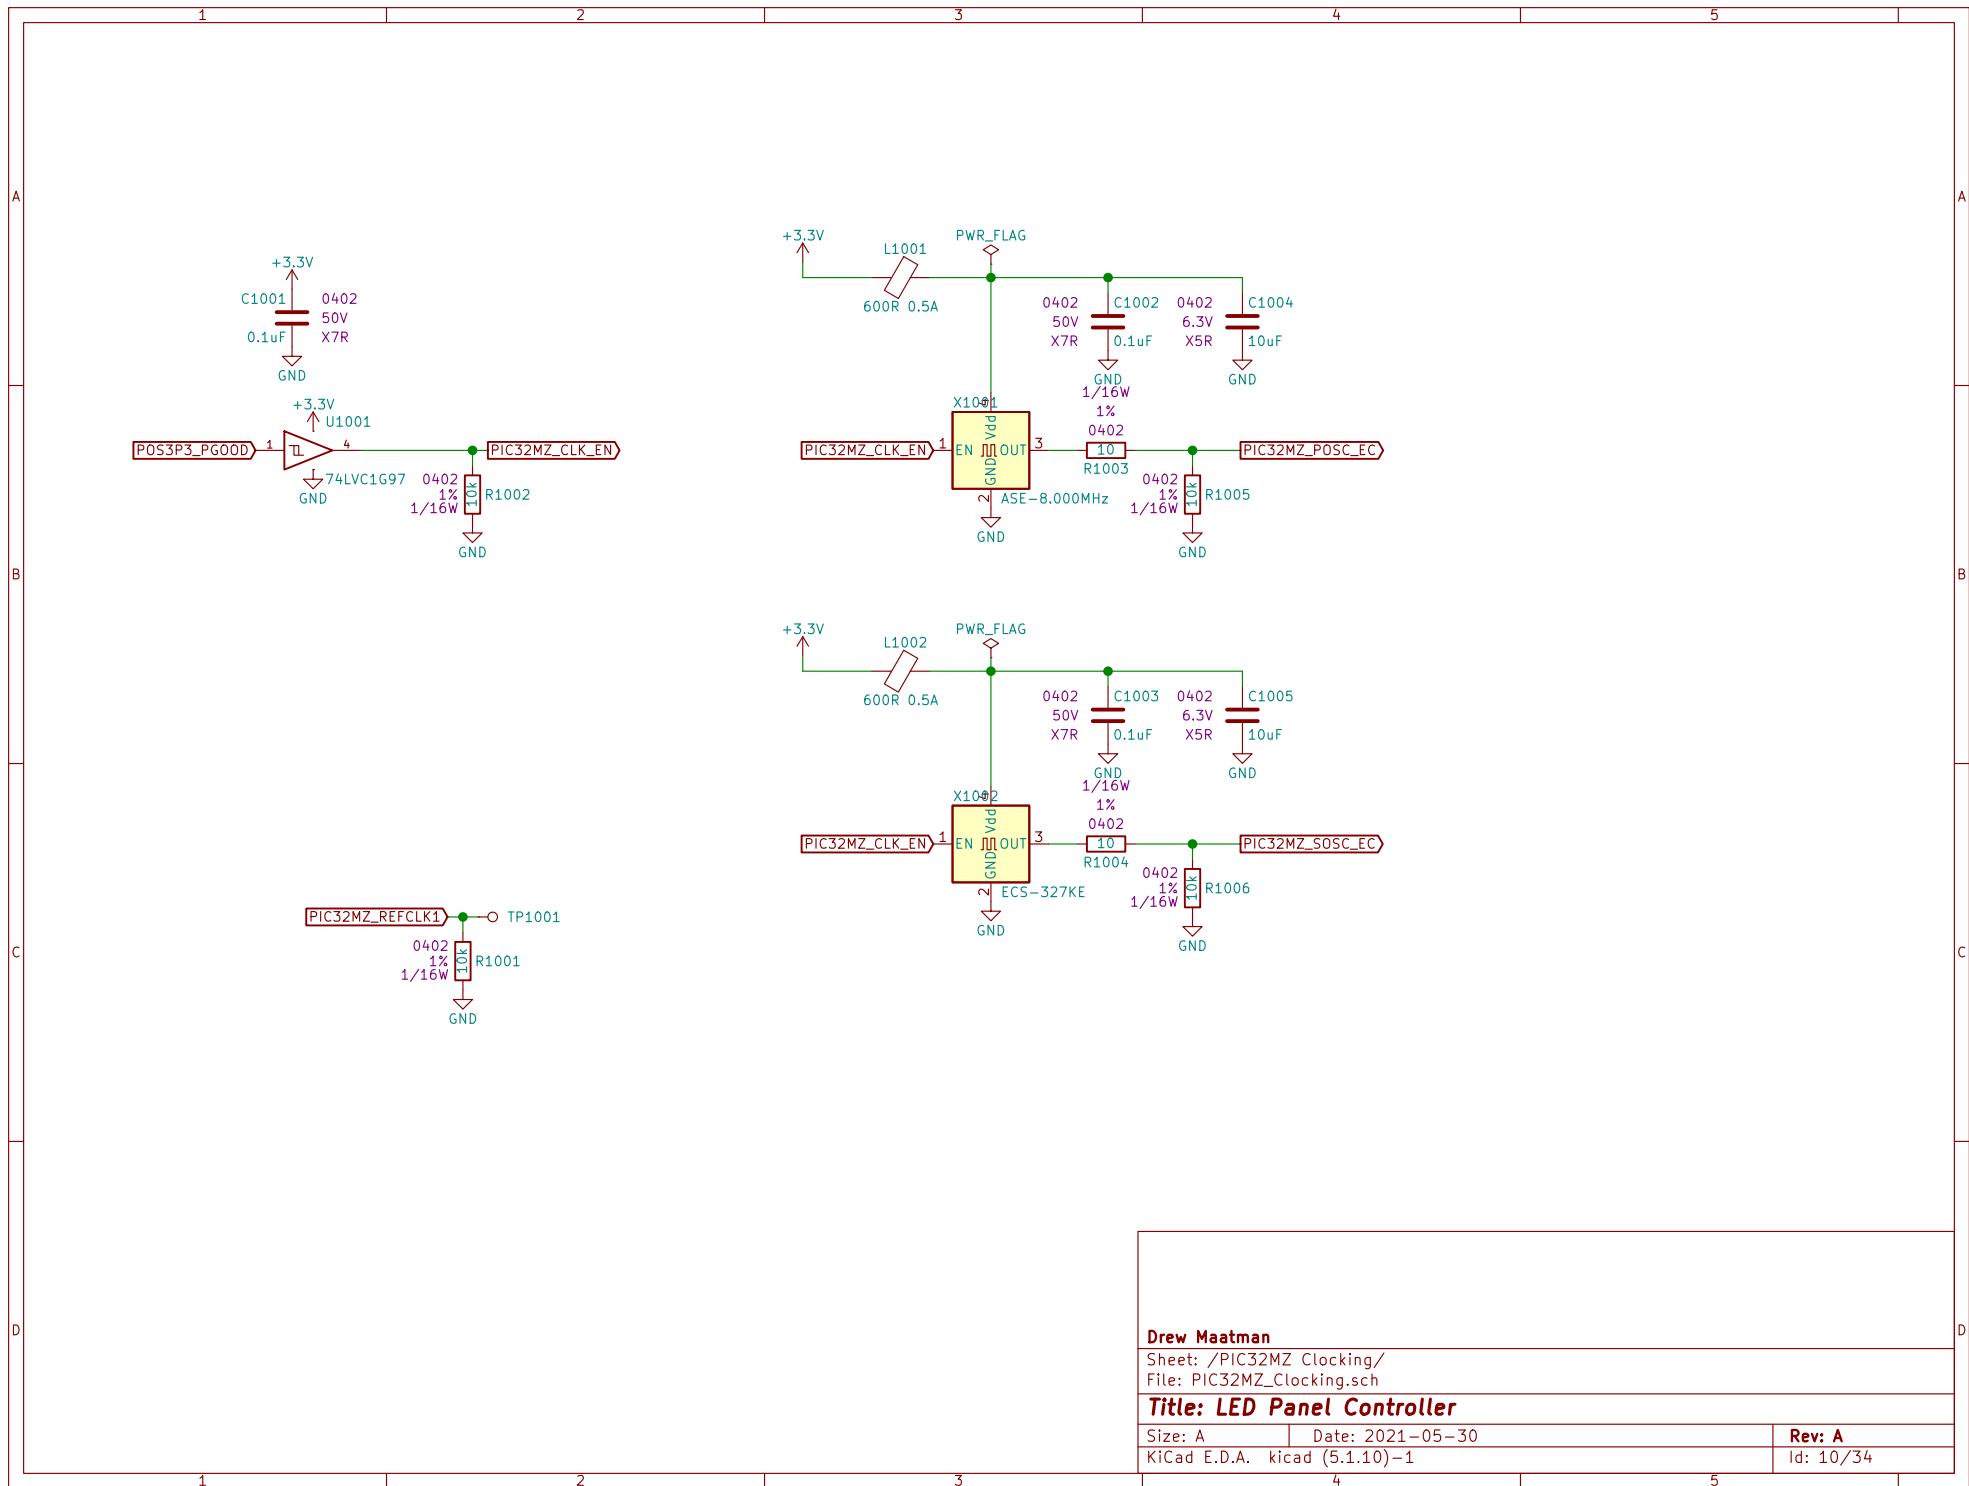 1 2 3 4 5
A A
B B
C C
D D
1 2 3 4 5
+3.3V
C1001 0402
50V
0.1uF X7R
GND
+3.3V
U1001
POS3P3_PGOOD 1 4 PIC32MZ_CLK_EN
74LVC1G97
GND
0402
1% 10k R1002
1/16W
GND
+3.3V
L1001
600R 0.5A
PWR_FLAG
0402 C1002
50V
X7R 0.1uF
GND
0402 C1004
6.3V
X5R 10uF
GND
X1001 4
PIC32MZ_CLK_EN 1 EN Vdd OUT 3
GND
2 ASE-8.000MHz
GND
1/16W
1%
0402
10
R1003
PIC32MZ_POSC_EC
0402
1% 10k R1005
1/16W
GND
+3.3V
L1002
600R 0.5A
PWR_FLAG
0402 C1003
50V
X7R 0.1uF
GND
0402 C1005
6.3V
X5R 10uF
GND
X1002 4
PIC32MZ_CLK_EN 1 EN Vdd OUT 3
GND
2 ECS-327KE
GND
1/16W
1%
0402
10
R1004
PIC32MZ_SOSC_EC
0402
1% 10k R1006
1/16W
GND
PIC32MZ_REFCLK1 TP1001
0402
1% 10k R1001
1/16W
GND
Drew Maatman
Sheet: /PIC32MZ Clocking/
File: PIC32MZ_Clocking.sch
Title: LED Panel Controller
Size: A Date: 2021-05-30 Rev: A
KiCad E.D.A. kicad (5.1.10)-1 Id: 10/34